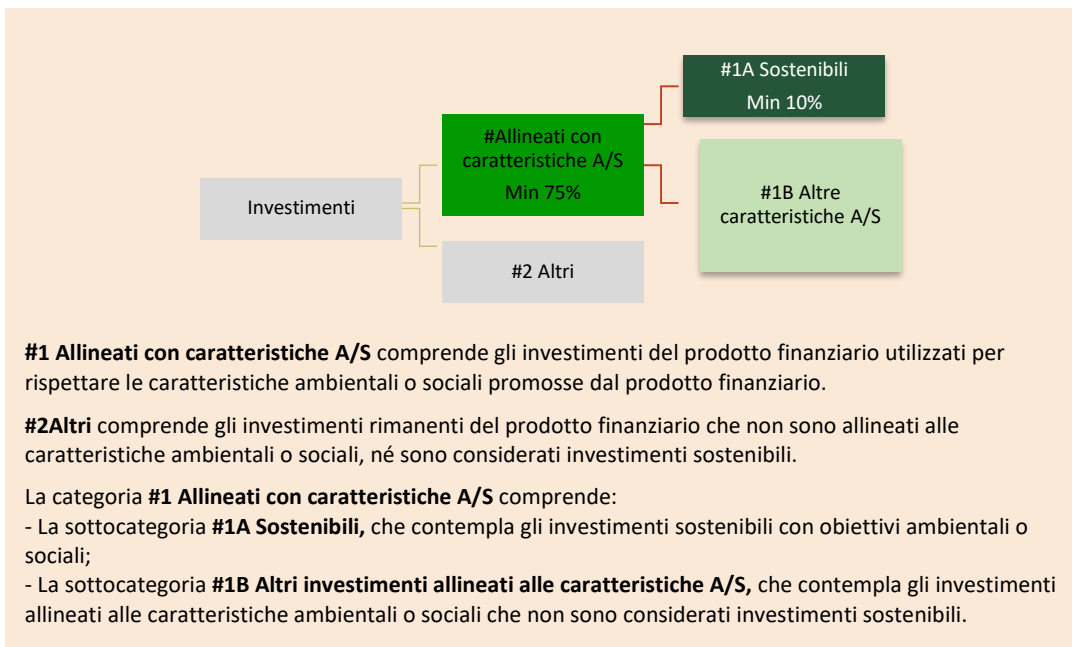 #1A Sostenibili
Min 10%
#Allineati con
caratteristiche A/S
Min 75%
#1B Altre
caratteristiche A/S
Investimenti
#2 Altri
#1 Allineati con caratteristiche A/S comprende gli investimenti del prodotto finanziario utilizzati per
rispettare le caratteristiche ambientali o sociali promosse dal prodotto finanziario.
#2Altri comprende gli investimenti rimanenti del prodotto finanziario che non sono allineati alle
caratteristiche ambientali o sociali, né sono considerati investimenti sostenibili.
La categoria #1 Allineati con caratteristiche A/S comprende:
- La sottocategoria #1A Sostenibili, che contempla gli investimenti sostenibili con obiettivi ambientali o
sociali;
- La sottocategoria #1B Altri investimenti allineati alle caratteristiche A/S, che contempla gli investimenti
allineati alle caratteristiche ambientali o sociali che non sono considerati investimenti sostenibili.